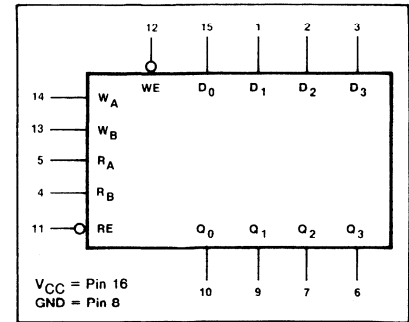 12 15 1 2 3
WE D0 D1 D2 D3
14 WA
13 WB
5 RA
4 RB
11 RE Q0 Q1 Q2 Q3
VCC = Pin 16
GND = Pin 8
10 9 7 6